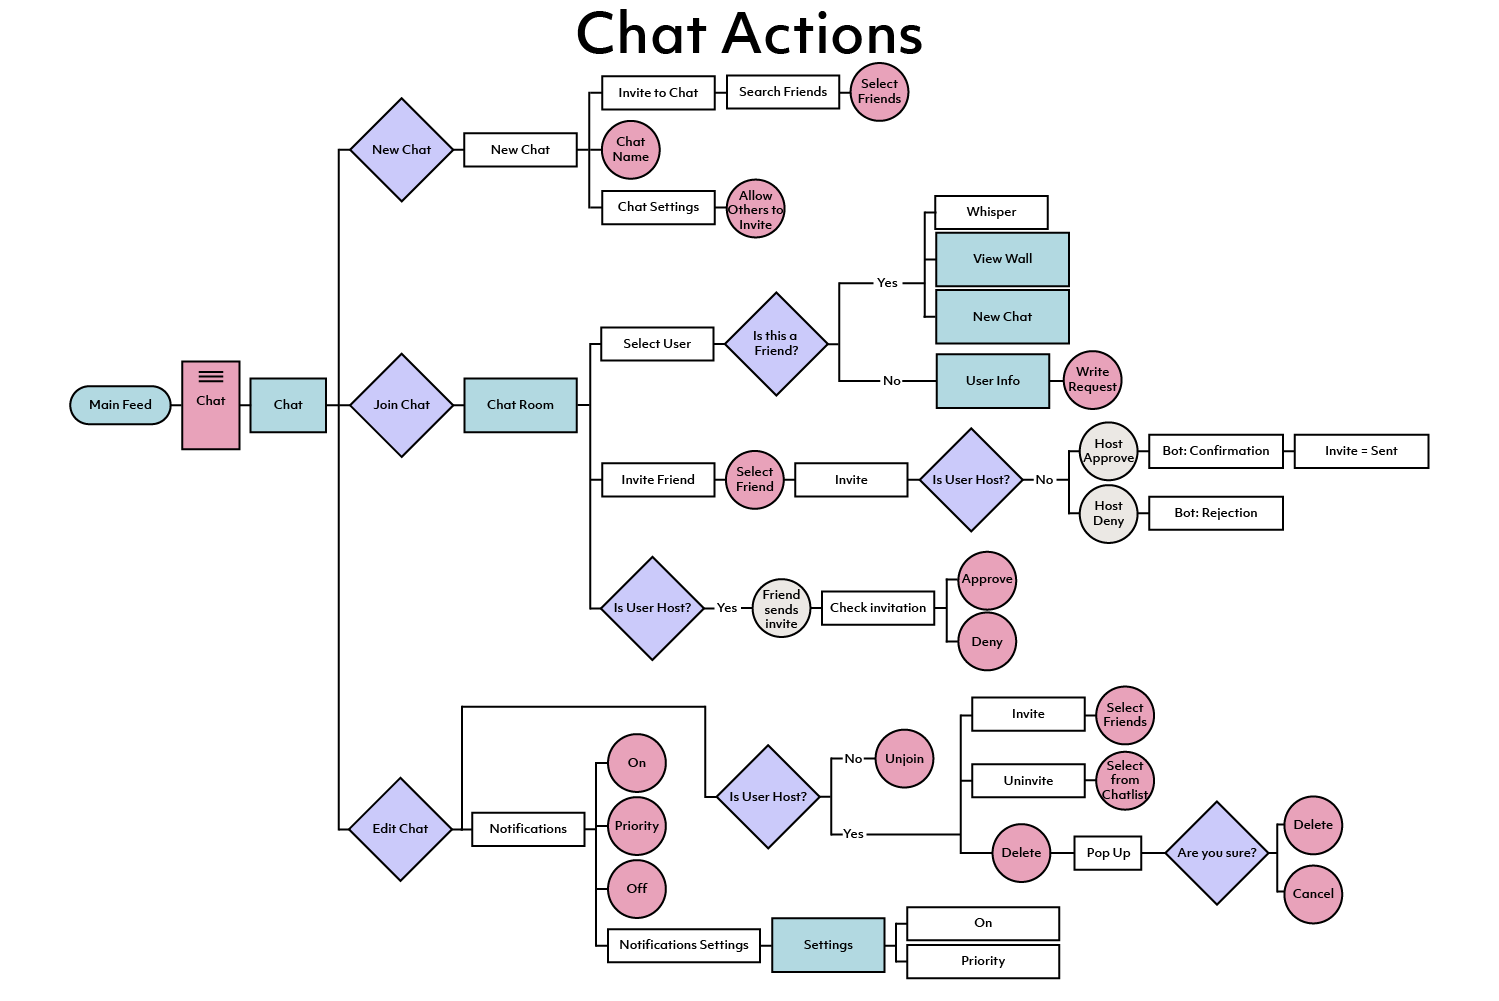 Chat Actions
Invite to Chat
Search Friends
Select
Friends
New Chat
New Chat
Chat
Name
Chat Settings
Allow
Others to
Invite
Whisper
View Wall
Yes
New Chat
Select User
Is this a
Friend?
No
User Info
Write
Request
Main Feed
Chat
Chat
Join Chat
Chat Room
Invite Friend
Select
Friend
Invite
Is User Host?
No
Host
Approve
Bot: Confirmation
Invite = Sent
Host
Deny
Bot: Rejection
Is User Host?
Yes
Friend
sends
invite
Check invitation
Approve
Deny
Edit Chat
Notifications
On
Priority
Off
Notifications Settings
Settings
On
Priority
Is User Host?
No
Unjoin
Yes
Invite
Select
Friends
Uninvite
Select
from
Chatlist
Delete
Pop Up
Are you sure?
Delete
Cancel